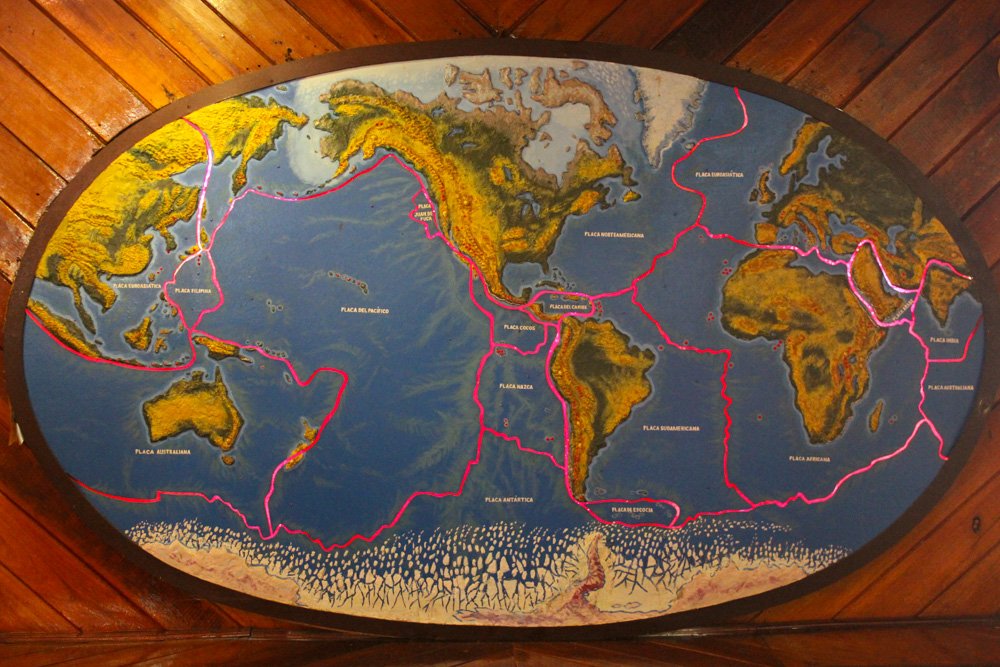 PLACA EUROASIÁTICA
PLACA
JUAN DE
FUCA
PLACA NORTEAMERICANA
PLACA EUROASIÁTICA
PLACA FILIPINA
PLACA DEL PACÍFICO
PLACA DEL CARIBE
PLACA COCOS
PLACA INDIA
PLACA NAZCA
PLACA AUSTRALIANA
PLACA SUDAMERICANA
PLACA AUSTRALIANA
PLACA AFRICANA
PLACA ANTÁRTICA
PLACA DE ESCOCIA